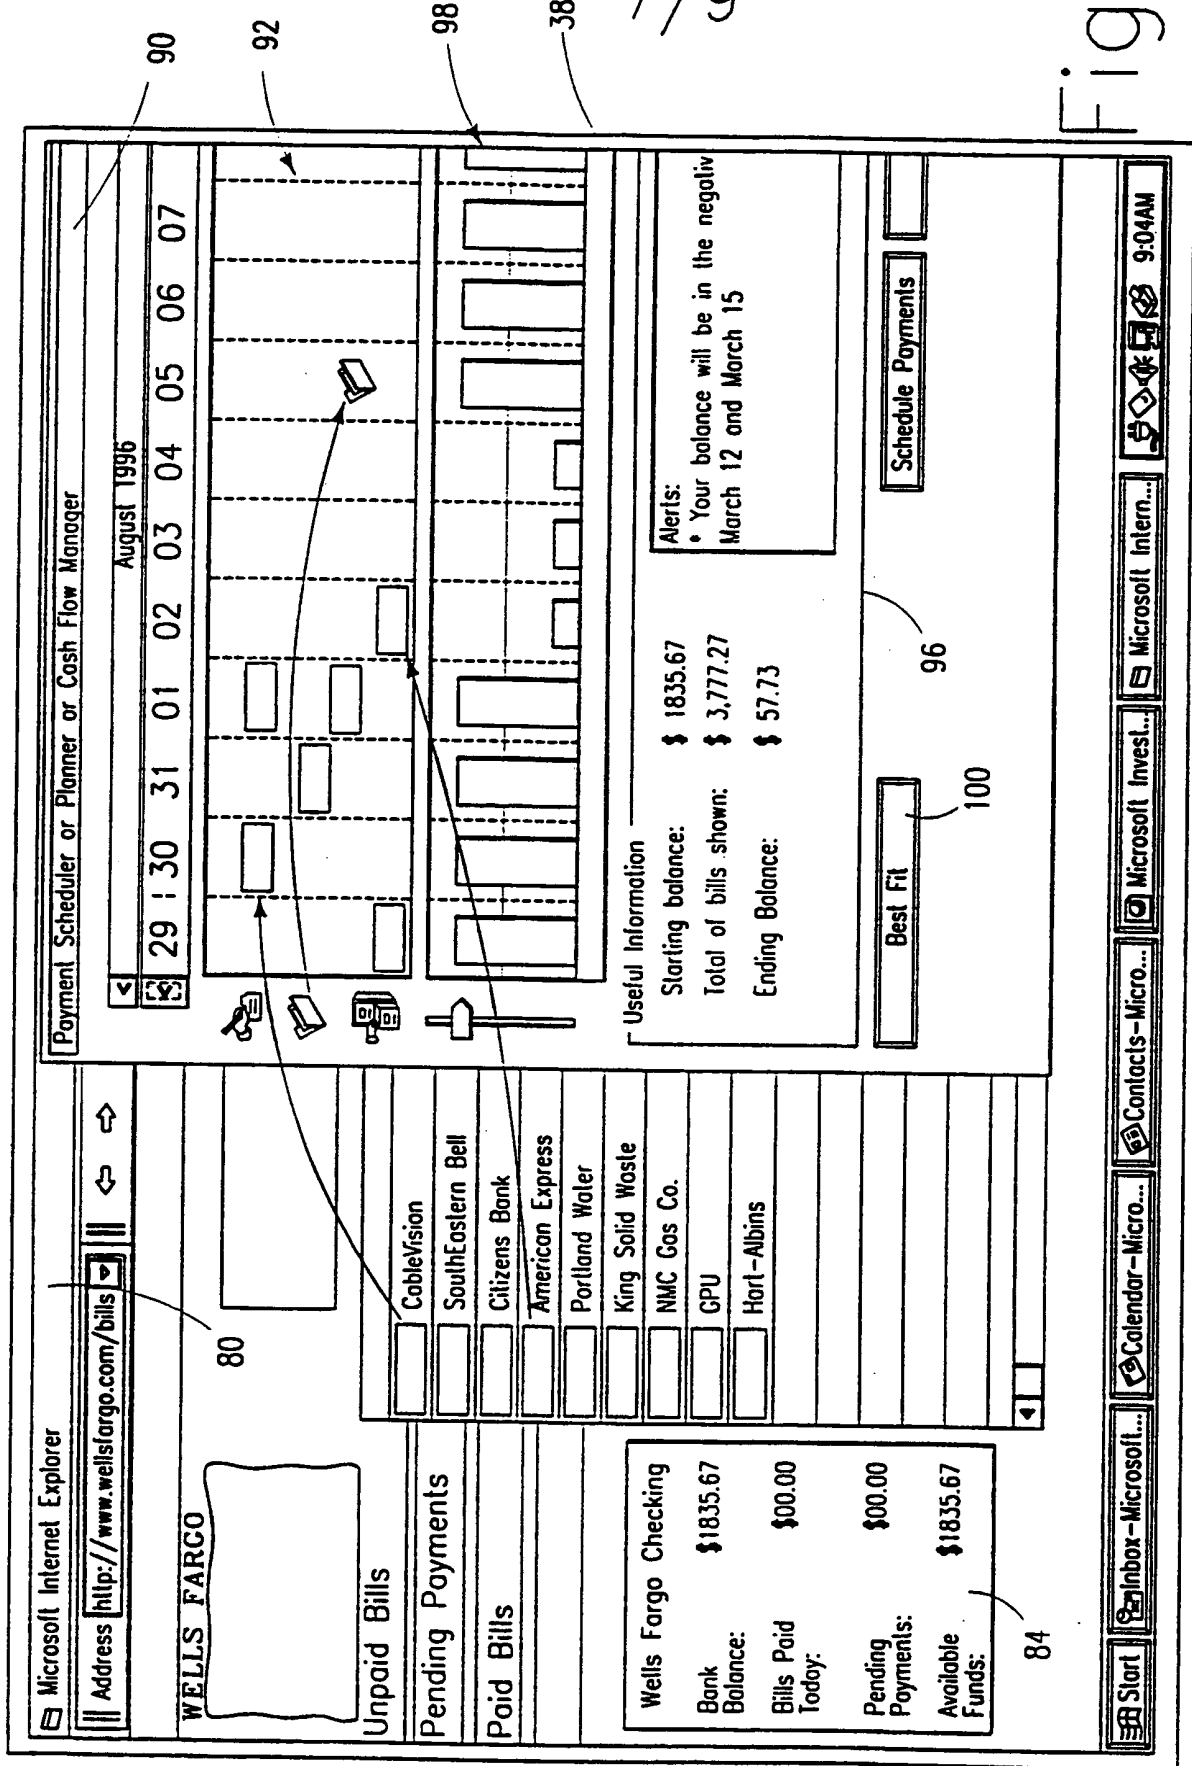 Microsoft Internet Explorer
Address http://www.wellsfargo.com/bills
WELLS FARGO
Unpaid Bills
Pending Payments
Paid Bills
Wells Fargo Checking
Bank Balance: $1835.67
Bills Paid Today: $00.00
Pending Payments: $00.00
Available Funds: $1835.67
84
80
CableVision
SouthEastern Bell
Citizens Bank
American Express
Portland Water
King Solid Waste
NMC Gas Co.
GPU
Hart-Albins
Payment Scheduler or Planner or Cash Flow Manager
August 1996
29 30 31 01 02 03 04 05 06 07
Useful Information
Starting balance: $ 1835.67
Total of bills shown: $ 3,777.27
Ending Balance: $ 57.73
Alerts:
* Your balance will be in the negativ
March 12 and March 15
Best Fit
Schedule Payments
100
96
90
92
98
38
Fig
Start
Inbox-Microsoft...
Calendar-Micro...
Contacts-Micro...
Microsoft Invest...
Microsoft Intern...
9:04AM